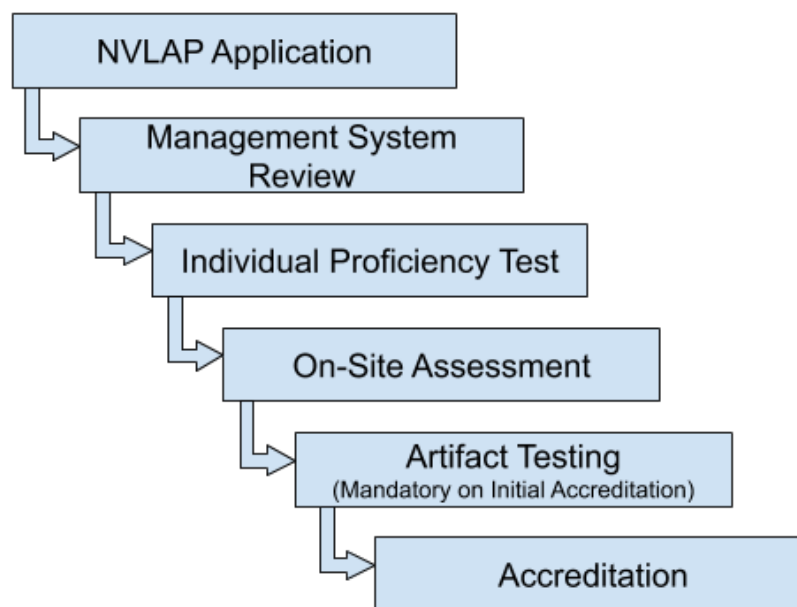 NVLAP Application
Management System
Review
Individual Proficiency Test
On-Site Assessment
Artifact Testing
(Mandatory on Initial Accreditation)
Accreditation